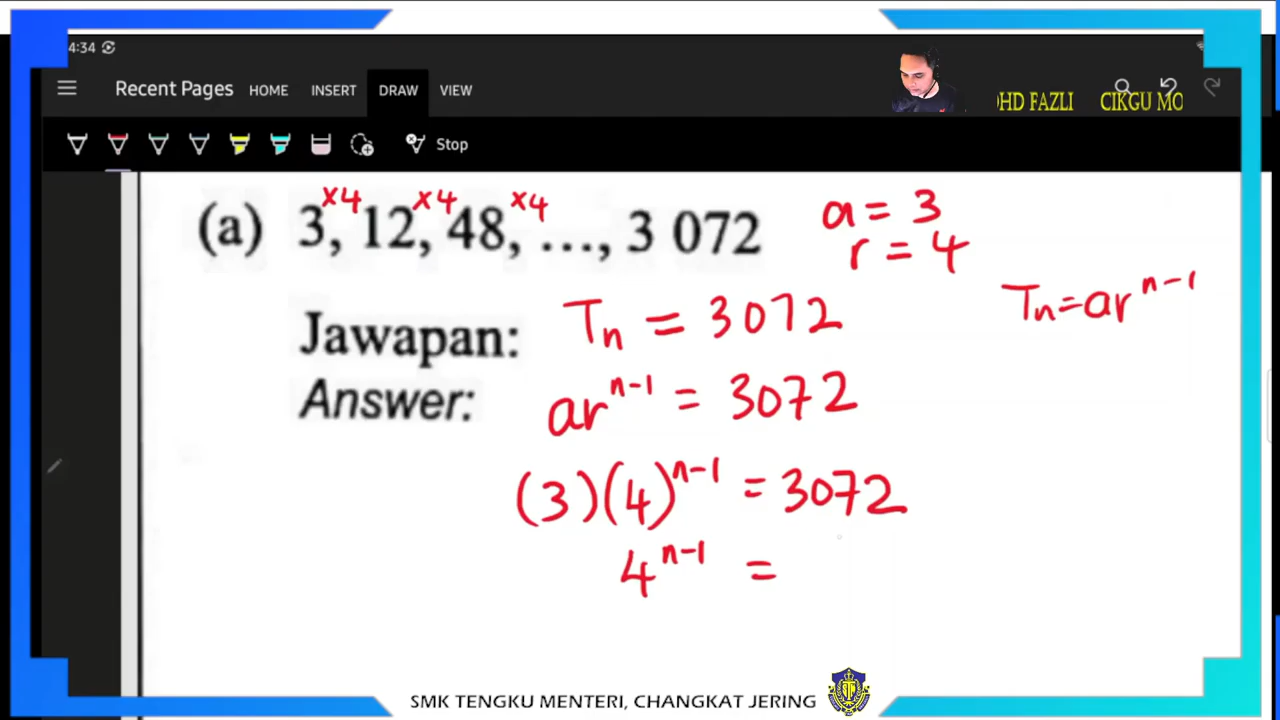 4:34
Recent Pages HOME INSERT DRAW VIEW
OHD FAZLI CIKGU MO
Stop
×4 ×4 ×4
(a) 3, 12, 48, ..., 3 072
a = 3
r = 4
Tn = ar^n-1
Jawapan: Tn = 3072
Answer: ar^n-1 = 3072
(3)(4)^n-1 = 3072
4^n-1 =
SMK TENGKU MENTERI, CHANGKAT JERING